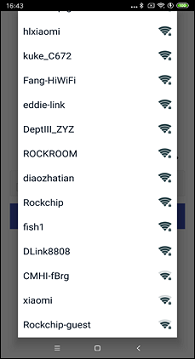 16:43
hlxiaomi
kuke_C672
Fang-HiWiFi
eddie-link
DeptIII_ZYZ
ROCKROOM
diaozhatian
Rockchip
fish1
DLink8808
CMHI-fBrg
xiaomi
Rockchip-guest